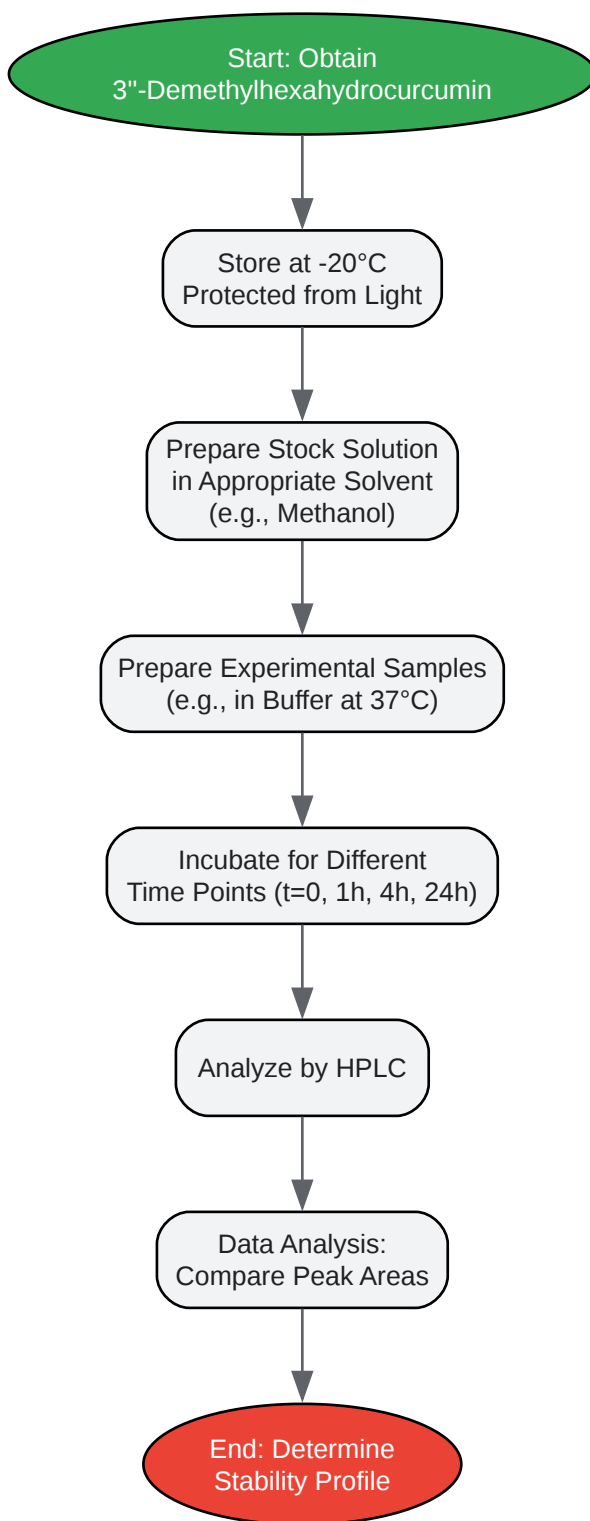 Start: Obtain
3"-Demethylhexahydrocurcumin
Store at -20°C
Protected from Light
Prepare Stock Solution
in Appropriate Solvent
(e.g., Methanol)
Prepare Experimental Samples
(e.g., in Buffer at 37°C)
Incubate for Different
Time Points (t=0, 1h, 4h, 24h)
Analyze by HPLC
Data Analysis:
Compare Peak Areas
End: Determine
Stability Profile